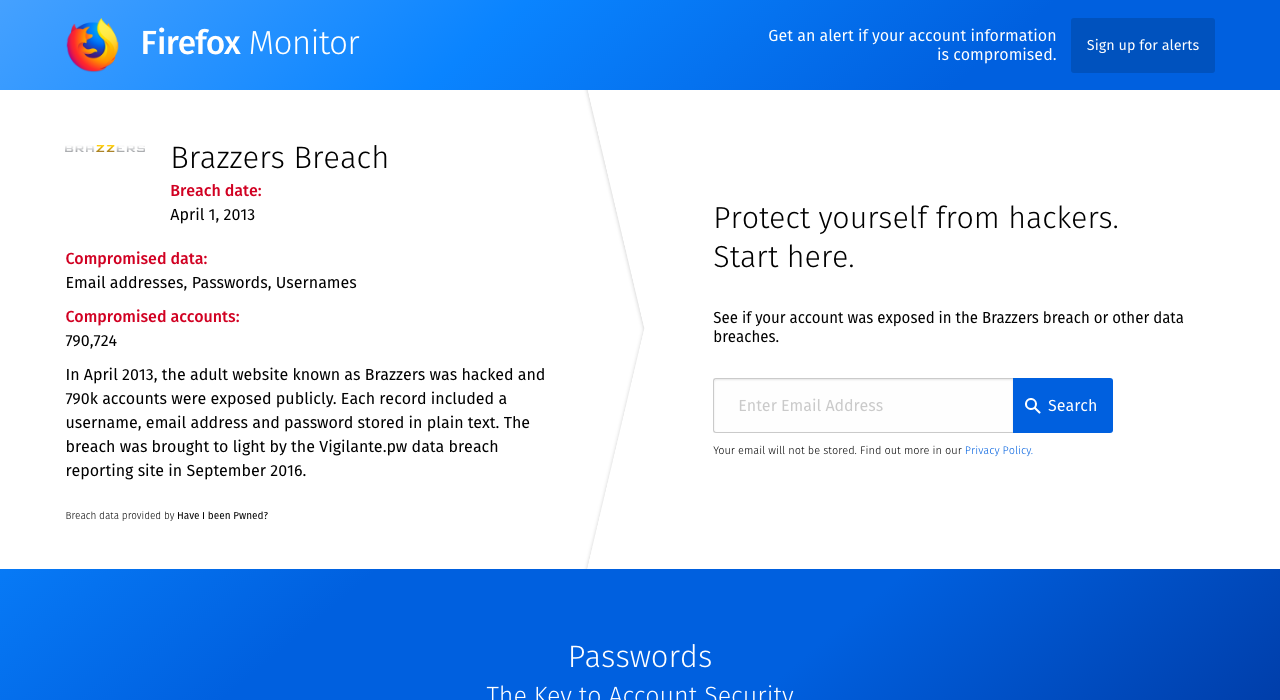 Firefox Monitor
Get an alert if your account information
is compromised.
Sign up for alerts
BRAZZERS
Brazzers Breach
Breach date:
April 1, 2013
Compromised data:
Email addresses, Passwords, Usernames
Compromised accounts:
790,724
In April 2013, the adult website known as Brazzers was hacked and
790k accounts were exposed publicly. Each record included a
username, email address and password stored in plain text. The
breach was brought to light by the Vigilante.pw data breach
reporting site in September 2016.
Breach data provided by Have I been Pwned?
Protect yourself from hackers.
Start here.
See if your account was exposed in the Brazzers breach or other data
breaches.
Enter Email Address
Search
Your email will not be stored. Find out more in our Privacy Policy.
Passwords
The Key to Account Security